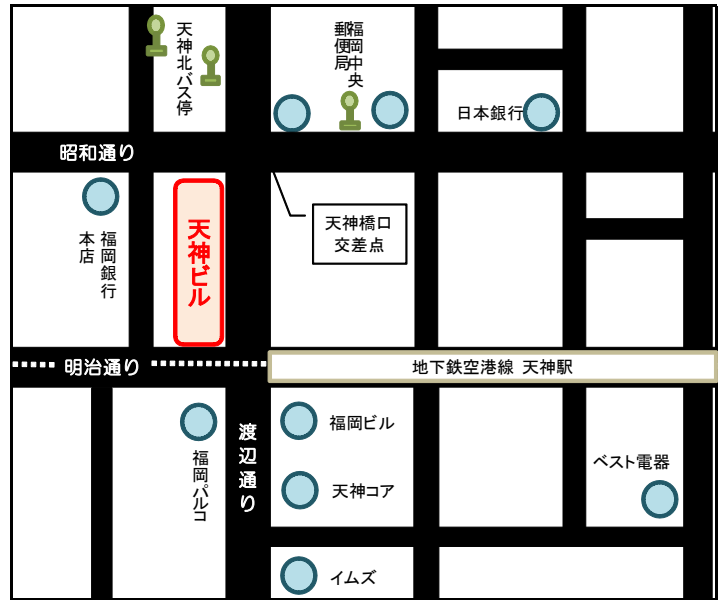 天神北バス停
福岡中央
郵便局
日本銀行
昭和通り
福岡銀行
本店
天神ビル
天神橋口
交差点
明治通り
地下鉄空港線 天神駅
福岡パルコ
渡辺通り
福岡ビル
天神コア
ベスト電器
イムズ